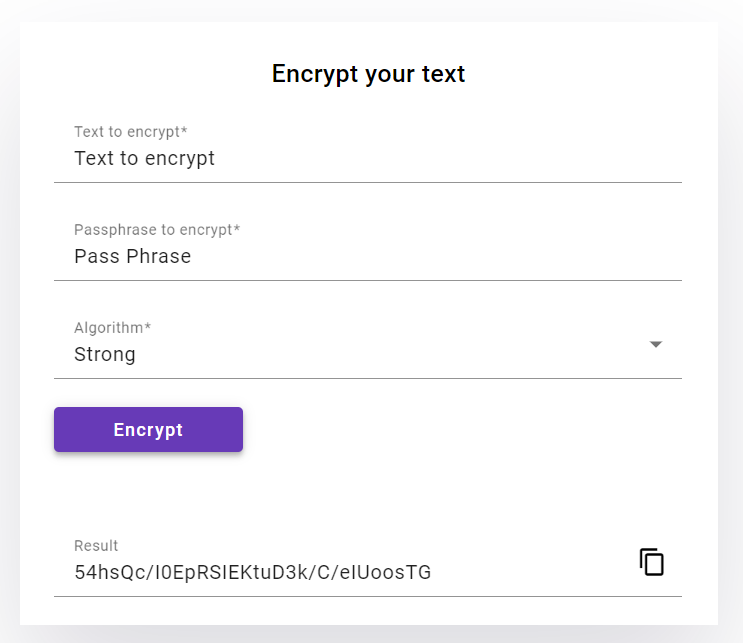 Encrypt your text
Text to encrypt*
Text to encrypt
Passphrase to encrypt*
Pass Phrase
Algorithm*
Strong
Encrypt
Result
54hsQc/I0EpRSIEKtuD3k/C/eIUoosTG